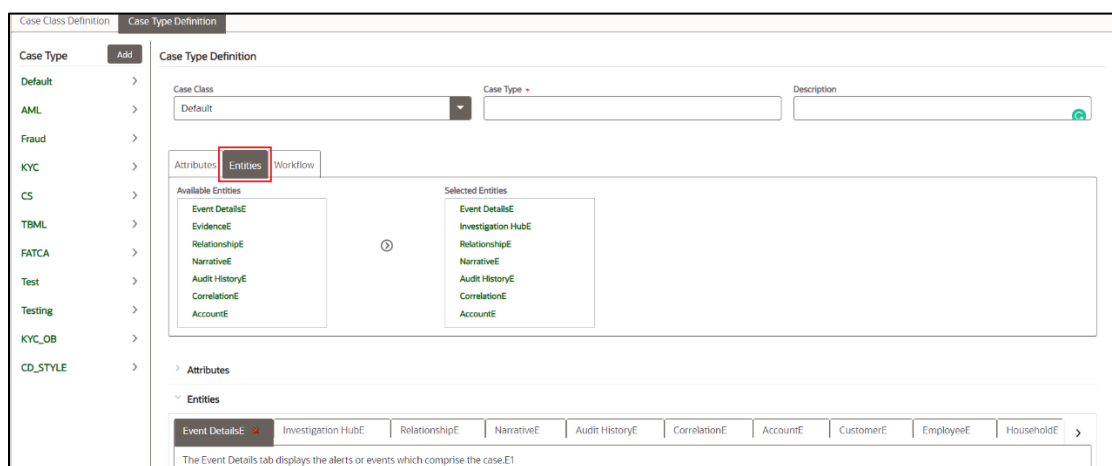 Case Class Definition Case Type Definition
Case Type Add
Default
AML
Fraud
KYC
CS
TBML
FATCA
Test
Testing
KYC_OB
CD_STYLE
Case Type Definition
Case Class Case Type + Description
Default
Attributes Entities Workflow
Available Entities Selected Entities
Event DetailsE Event DetailsE
EvidenceE Investigation HubE
RelationshipE RelationshipE
NarrativeE NarrativeE
Audit HistoryE Audit HistoryE
CorrelationE CorrelationE
AccountE AccountE
Attributes
Entities
Event DetailsE Investigation HubE RelationshipE NarrativeE Audit HistoryE CorrelationE AccountE CustomerE EmployeeE HouseholdE
The Event Details tab displays the alerts or events which comprise the case.E1